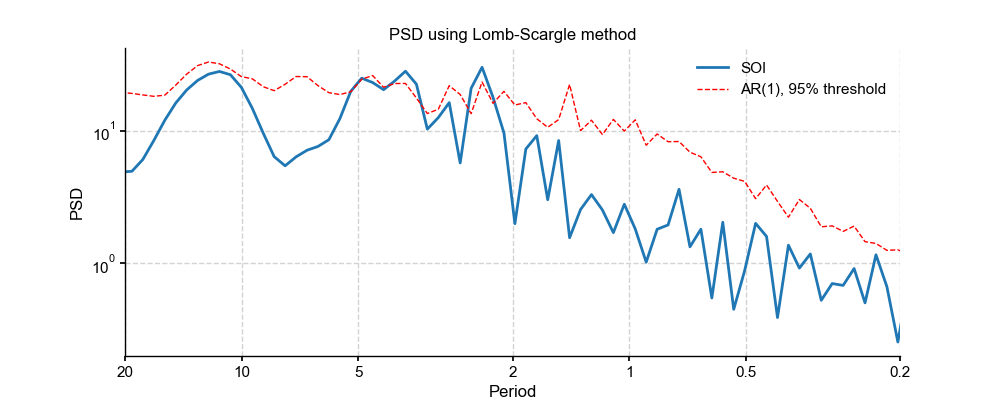 PSD using Lomb-Scargle method
SOI
AR(1), 95% threshold
PSD
10¹
10⁰
20 10 5 2 1 0.5 0.2
Period